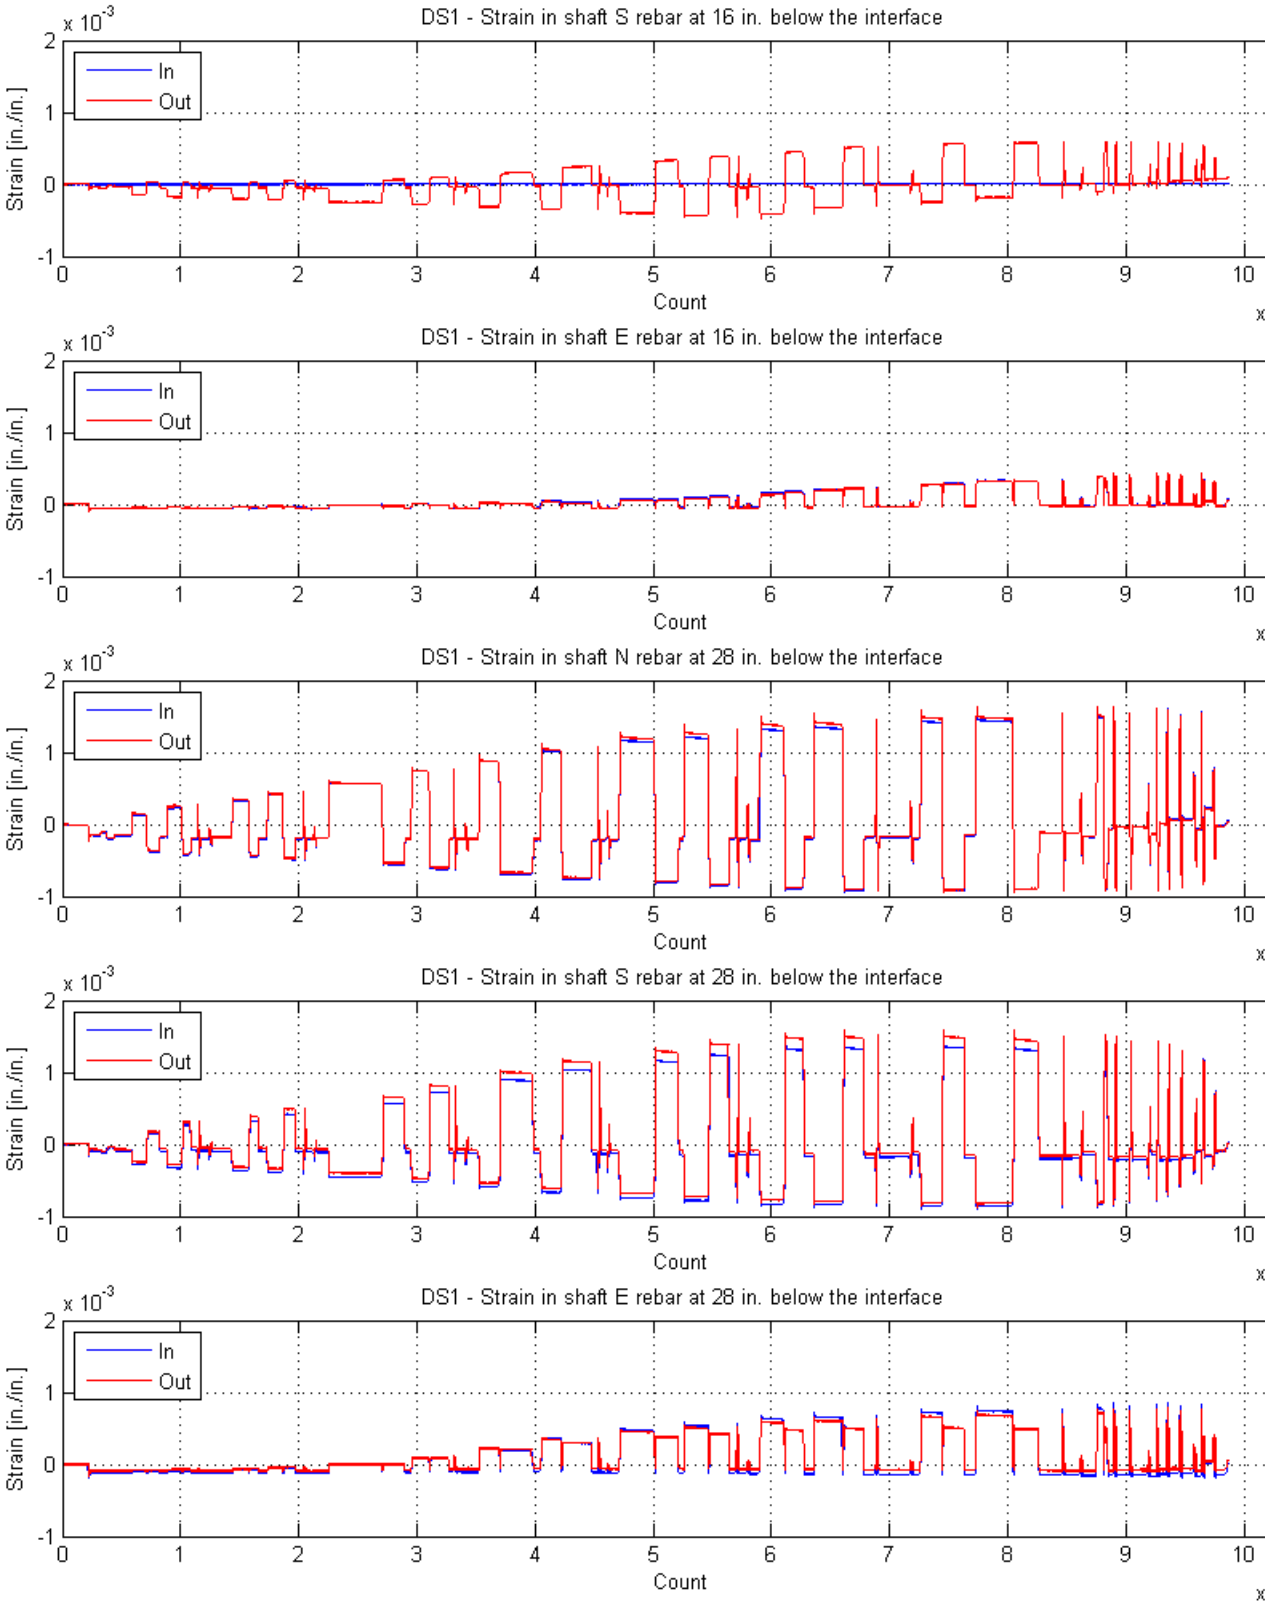 x 10-3
DS1 - Strain in shaft S rebar at 16 in. below the interface
Strain [in./in.]
2
1
0
-1
In
Out
0 1 2 3 4 5 6 7 8 9 10
Count
x
x 10-3
DS1 - Strain in shaft E rebar at 16 in. below the interface
Strain [in./in.]
2
1
0
-1
In
Out
0 1 2 3 4 5 6 7 8 9 10
Count
x
x 10-3
DS1 - Strain in shaft N rebar at 28 in. below the interface
Strain [in./in.]
2
1
0
-1
In
Out
0 1 2 3 4 5 6 7 8 9 10
Count
x
x 10-3
DS1 - Strain in shaft S rebar at 28 in. below the interface
Strain [in./in.]
2
1
0
-1
In
Out
0 1 2 3 4 5 6 7 8 9 10
Count
x
x 10-3
DS1 - Strain in shaft E rebar at 28 in. below the interface
Strain [in./in.]
2
1
0
-1
In
Out
0 1 2 3 4 5 6 7 8 9 10
Count
x